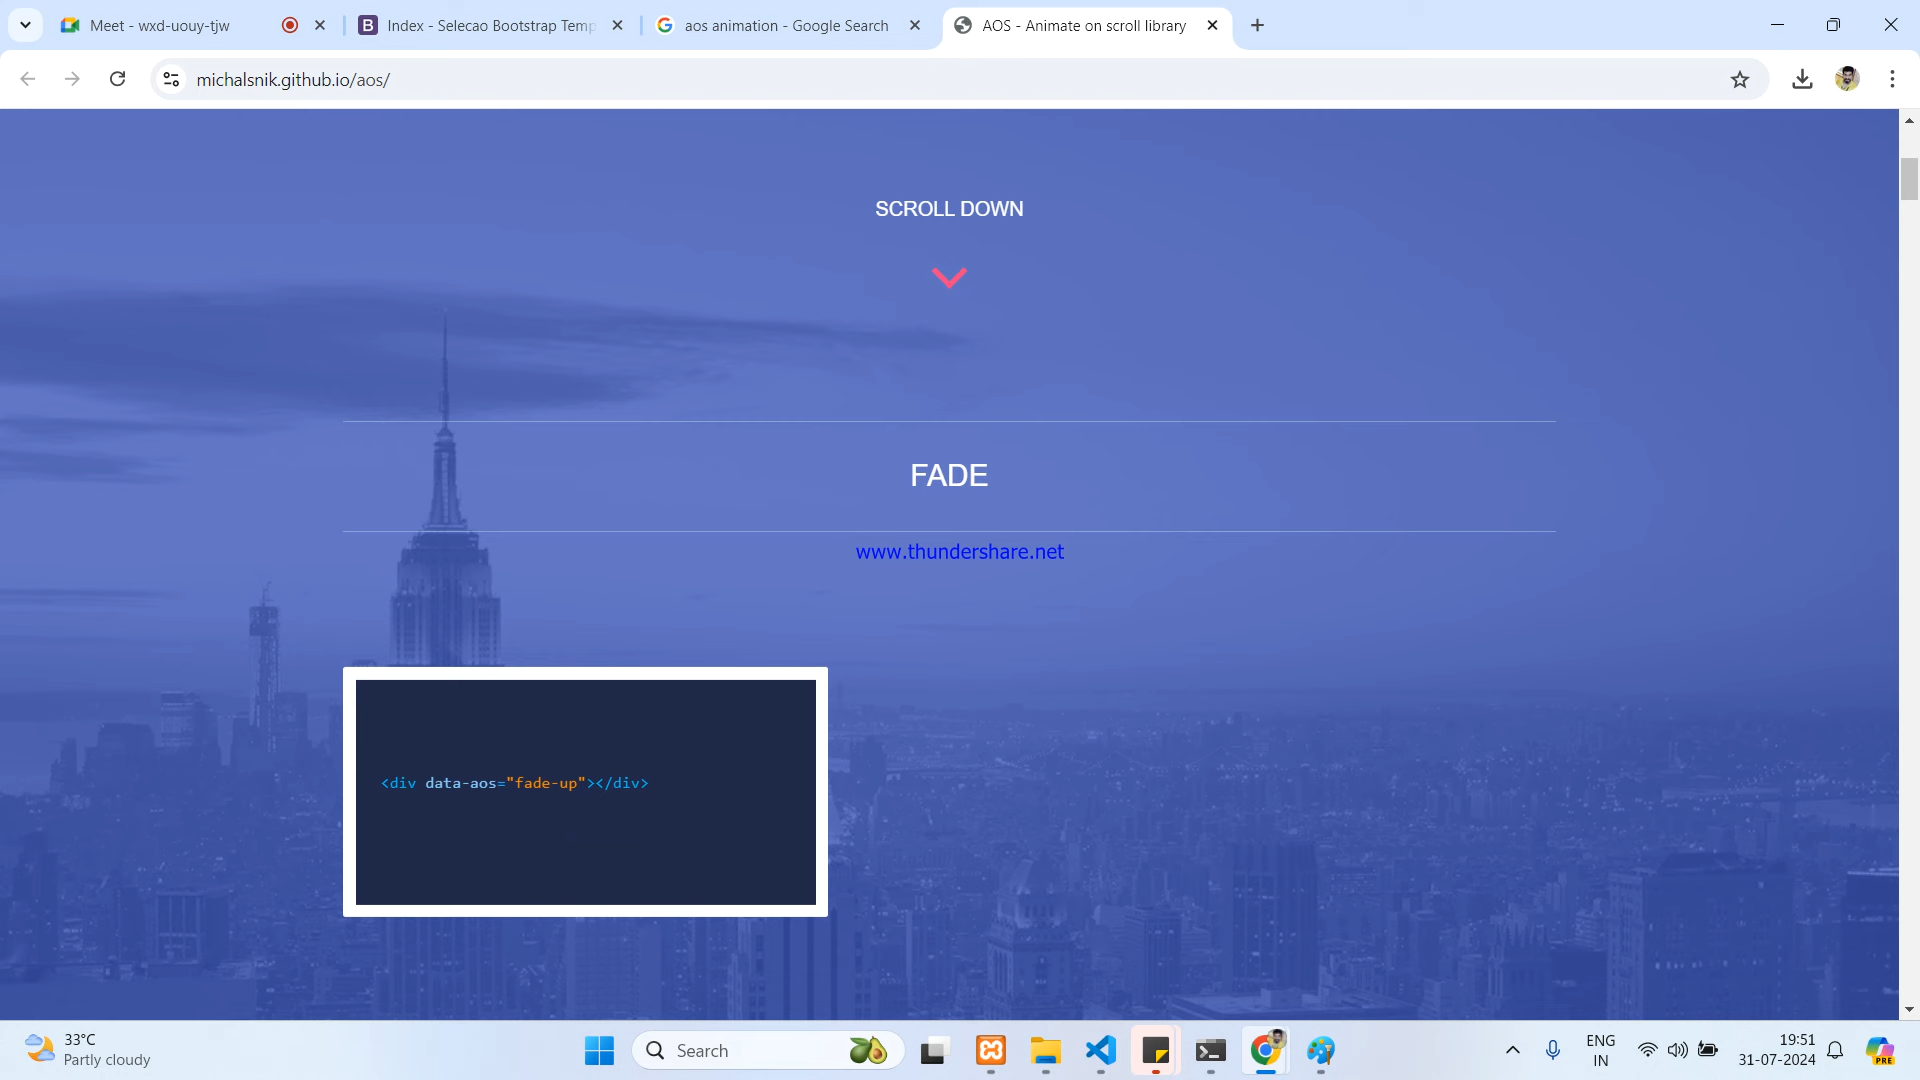 Meet - wxd-uouy-tjw
Index - Selecao Bootstrap Temp
aos animation - Google Search
AOS - Animate on scroll library
michalsnik.github.io/aos/
SCROLL DOWN
FADE
www.thundershare.net
<div data-aos="fade-up"></div>
33°C
Partly cloudy
Search
ENG
IN
19:51
31-07-2024
PRE